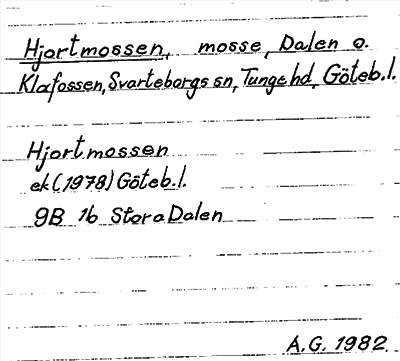 Hjortmossen, mosse, Dalen o.
Klafossen, Svarteborgs sn, Tunge hd, Göteb.l.
Hjortmossen
ek (1978) Göteb.l.
9B 1b Stora Dalen
A.G. 1982.